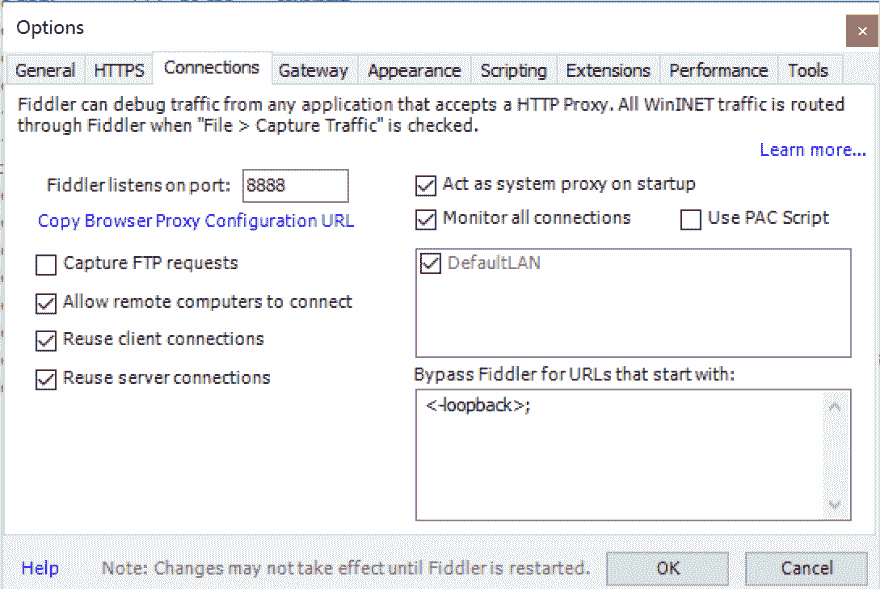 Options
General HTTPS Connections Gateway Appearance Scripting Extensions Performance Tools
Fiddler can debug traffic from any application that accepts a HTTP Proxy. All WinINET traffic is routed
through Fiddler when "File > Capture Traffic" is checked.
Learn more...
Fiddler listens on port: 8888
Copy Browser Proxy Configuration URL
Capture FTP requests
Allow remote computers to connect
Reuse client connections
Reuse server connections
Act as system proxy on startup
Monitor all connections Use PAC Script
DefaultLAN
Bypass Fiddler for URLs that start with:
<-loopback>;
Help Note: Changes may not take effect until Fiddler is restarted. OK Cancel